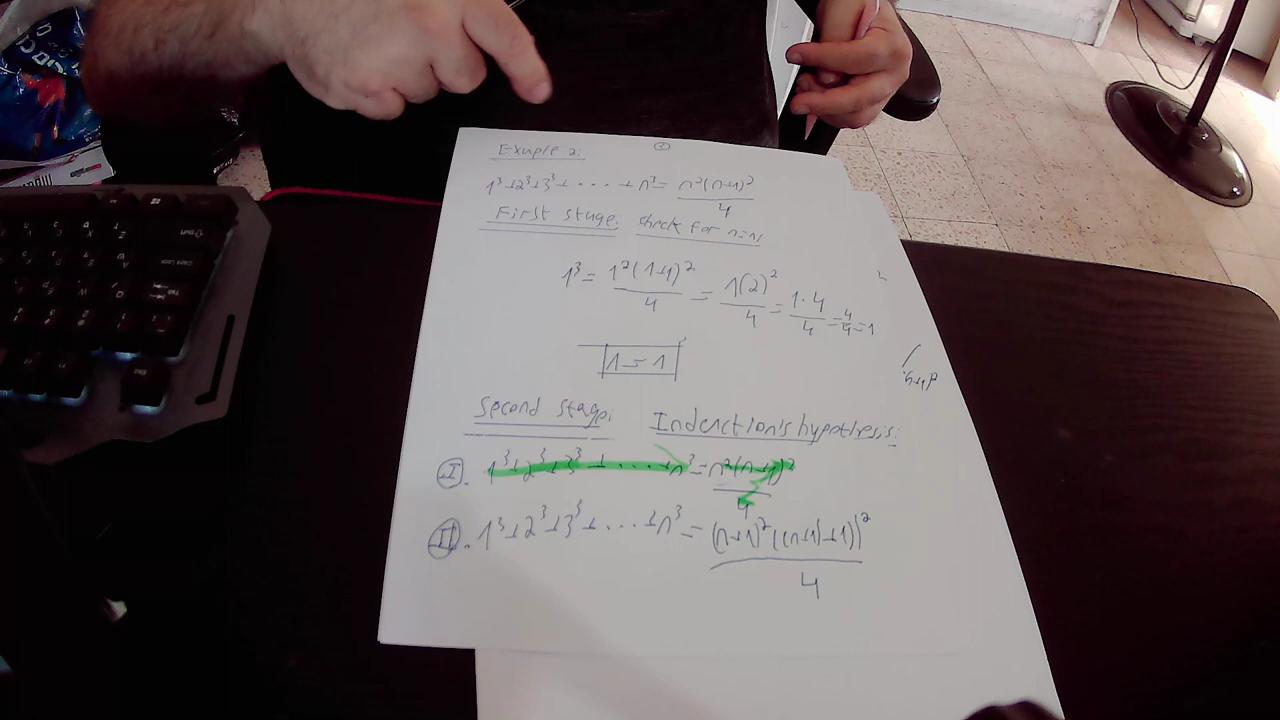 Example 2:
②
1³+2³+3³+.....+n³= n²(n+1)²/4
First stage: check for n=1
1³ = 1²(1+1)²/4 = 1(2)²/4 = 1·4/4 = 4/4 = 1
1 = 1
Second stage: Induction's hypothesis:
Ⅰ. 1³+2³+3³+.....+n³ = n²(n+1)²/4
Ⅱ. 1³+2³+3³+....+n³ = (n+1)²((n+1)+1))²/4